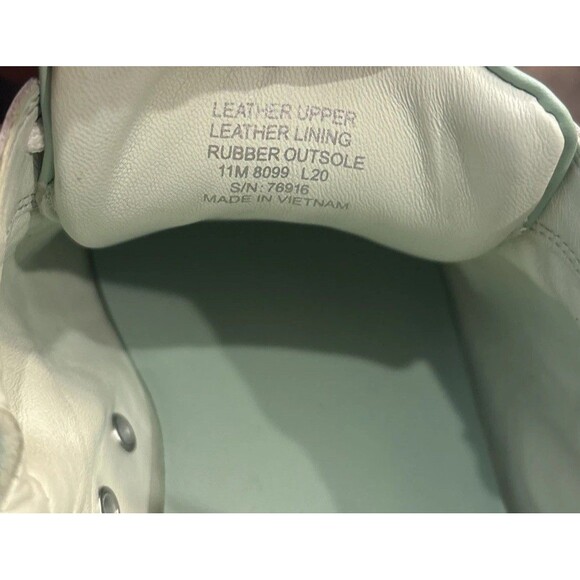 LEATHER UPPER
LEATHER LINING
RUBBER OUTSOLE
11M 8099 L20
S/N: 76916
MADE IN VIETNAM